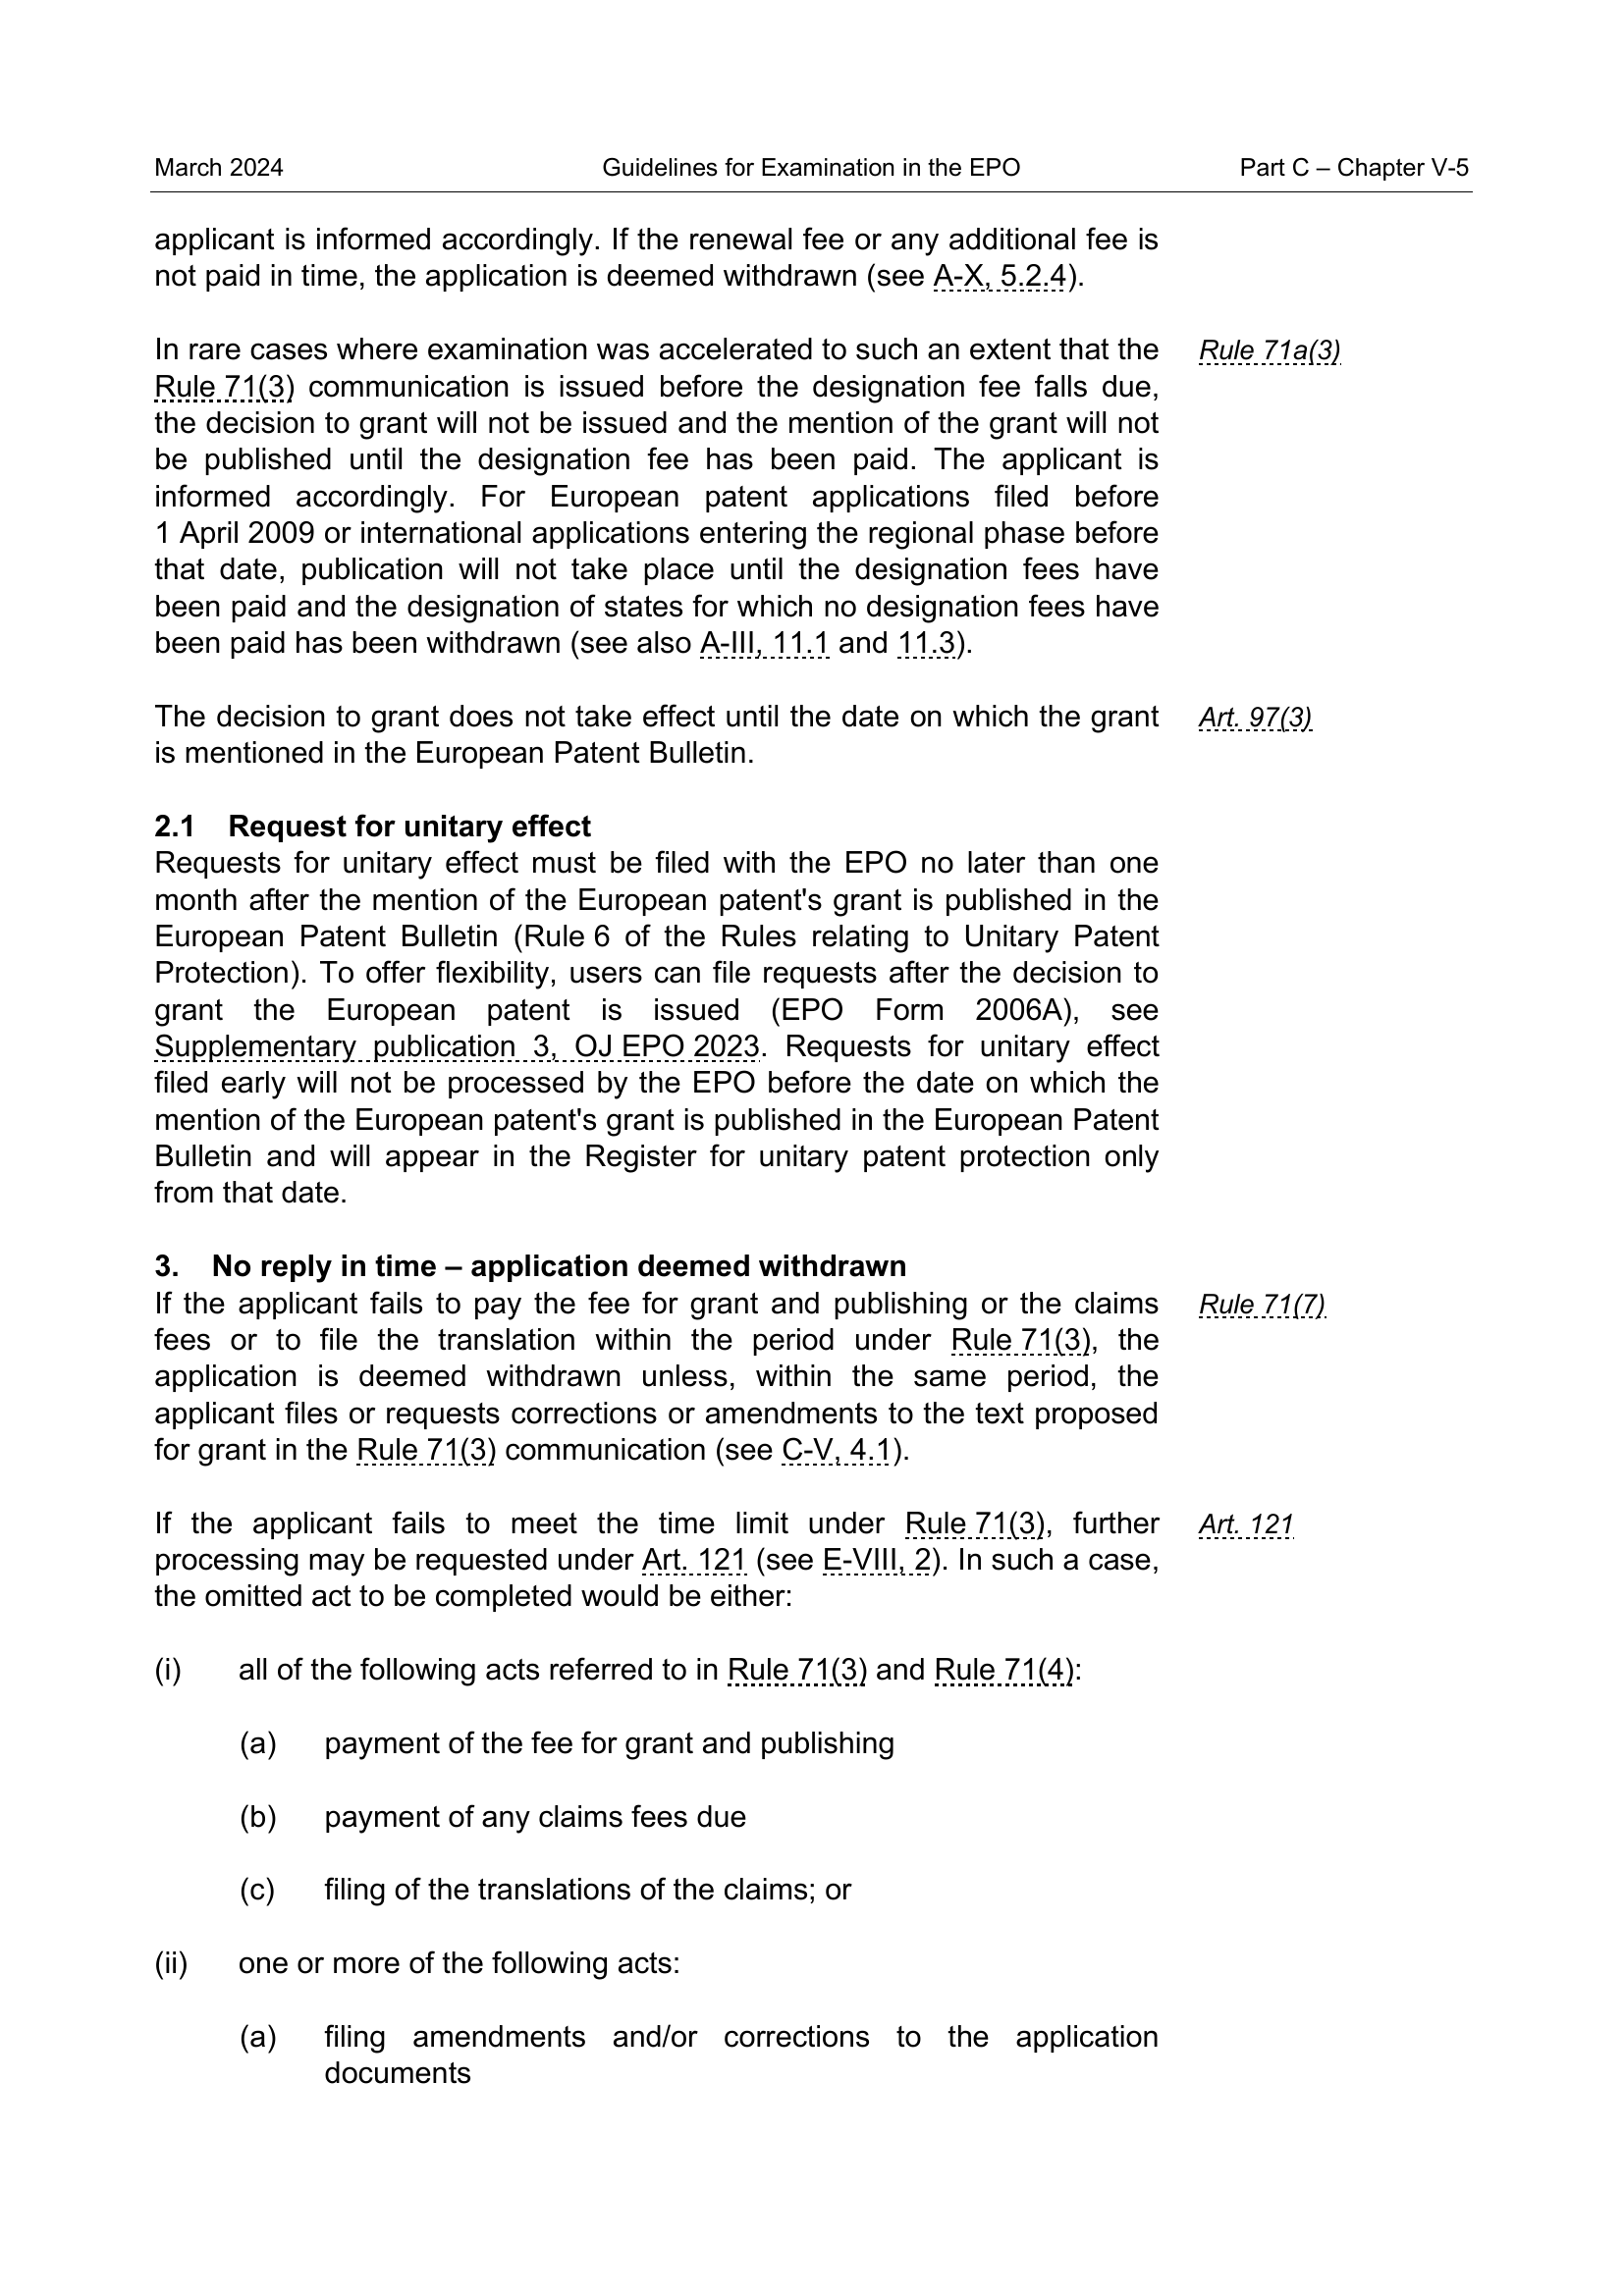 March 2024 Guidelines for Examination in the EPO Part C – Chapter V-5
applicant is informed accordingly. If the renewal fee or any additional fee is
not paid in time, the application is deemed withdrawn (see A-X, 5.2.4).
In rare cases where examination was accelerated to such an extent that the
Rule 71a(3)
Rule 71(3) communication is issued before the designation fee falls due,
the decision to grant will not be issued and the mention of the grant will not
be published until the designation fee has been paid. The applicant is
informed accordingly. For European patent applications filed before
1 April 2009 or international applications entering the regional phase before
that date, publication will not take place until the designation fees have
been paid and the designation of states for which no designation fees have
been paid has been withdrawn (see also A-III, 11.1 and 11.3).
The decision to grant does not take effect until the date on which the grant
Art. 97(3)
is mentioned in the European Patent Bulletin.
2.1 Request for unitary effect
Requests for unitary effect must be filed with the EPO no later than one
month after the mention of the European patent's grant is published in the
European Patent Bulletin (Rule 6 of the Rules relating to Unitary Patent
Protection). To offer flexibility, users can file requests after the decision to
grant the European patent is issued (EPO Form 2006A), see
Supplementary publication 3, OJ EPO 2023. Requests for unitary effect
filed early will not be processed by the EPO before the date on which the
mention of the European patent's grant is published in the European Patent
Bulletin and will appear in the Register for unitary patent protection only
from that date.
3. No reply in time – application deemed withdrawn
If the applicant fails to pay the fee for grant and publishing or the claims
Rule 71(7)
fees or to file the translation within the period under Rule 71(3), the
application is deemed withdrawn unless, within the same period, the
applicant files or requests corrections or amendments to the text proposed
for grant in the Rule 71(3) communication (see C-V, 4.1).
If the applicant fails to meet the time limit under Rule 71(3), further
Art. 121
processing may be requested under Art. 121 (see E-VIII, 2). In such a case,
the omitted act to be completed would be either:
(i) all of the following acts referred to in Rule 71(3) and Rule 71(4):
(a) payment of the fee for grant and publishing
(b) payment of any claims fees due
(c) filing of the translations of the claims; or
(ii) one or more of the following acts:
(a) filing amendments and/or corrections to the application
documents